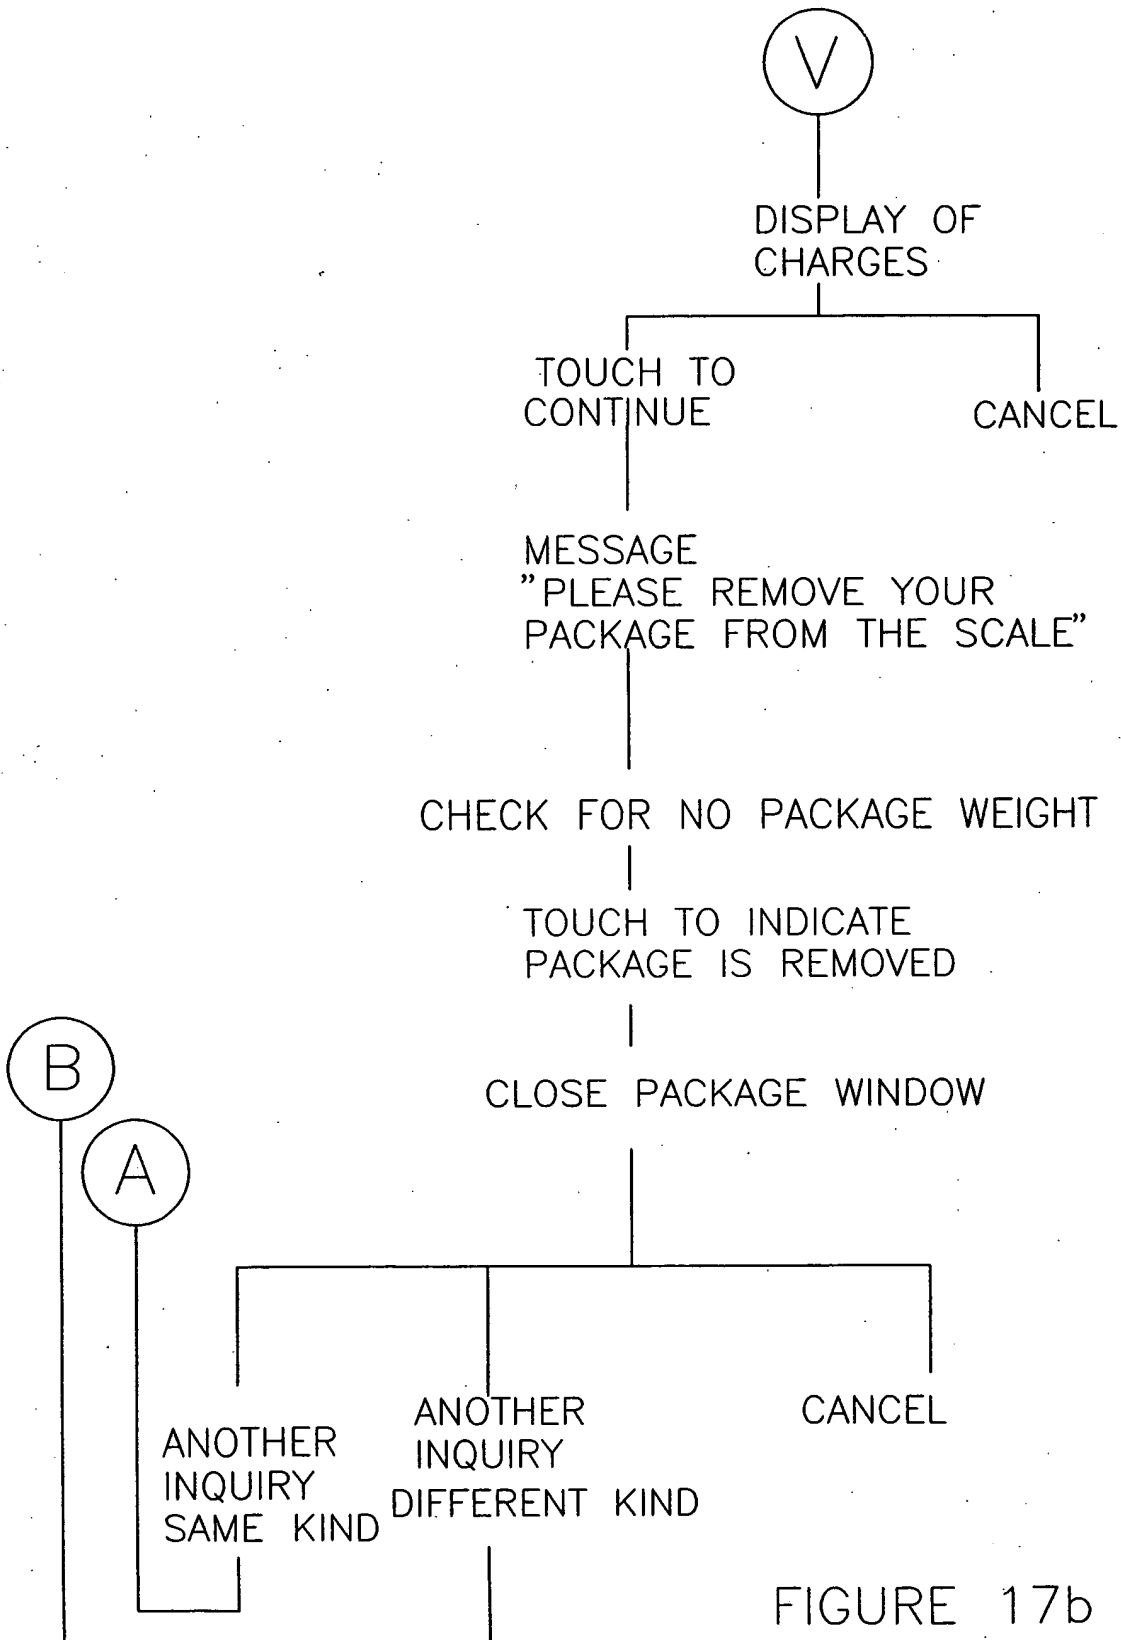 V
DISPLAY OF
CHARGES
TOUCH TO
CONTINUE
CANCEL
MESSAGE
"PLEASE REMOVE YOUR
PACKAGE FROM THE SCALE"
CHECK FOR NO PACKAGE WEIGHT
TOUCH TO INDICATE
PACKAGE IS REMOVED
CLOSE PACKAGE WINDOW
B
A
ANOTHER
INQUIRY
SAME KIND
ANOTHER
INQUIRY
DIFFERENT KIND
CANCEL
FIGURE 17b